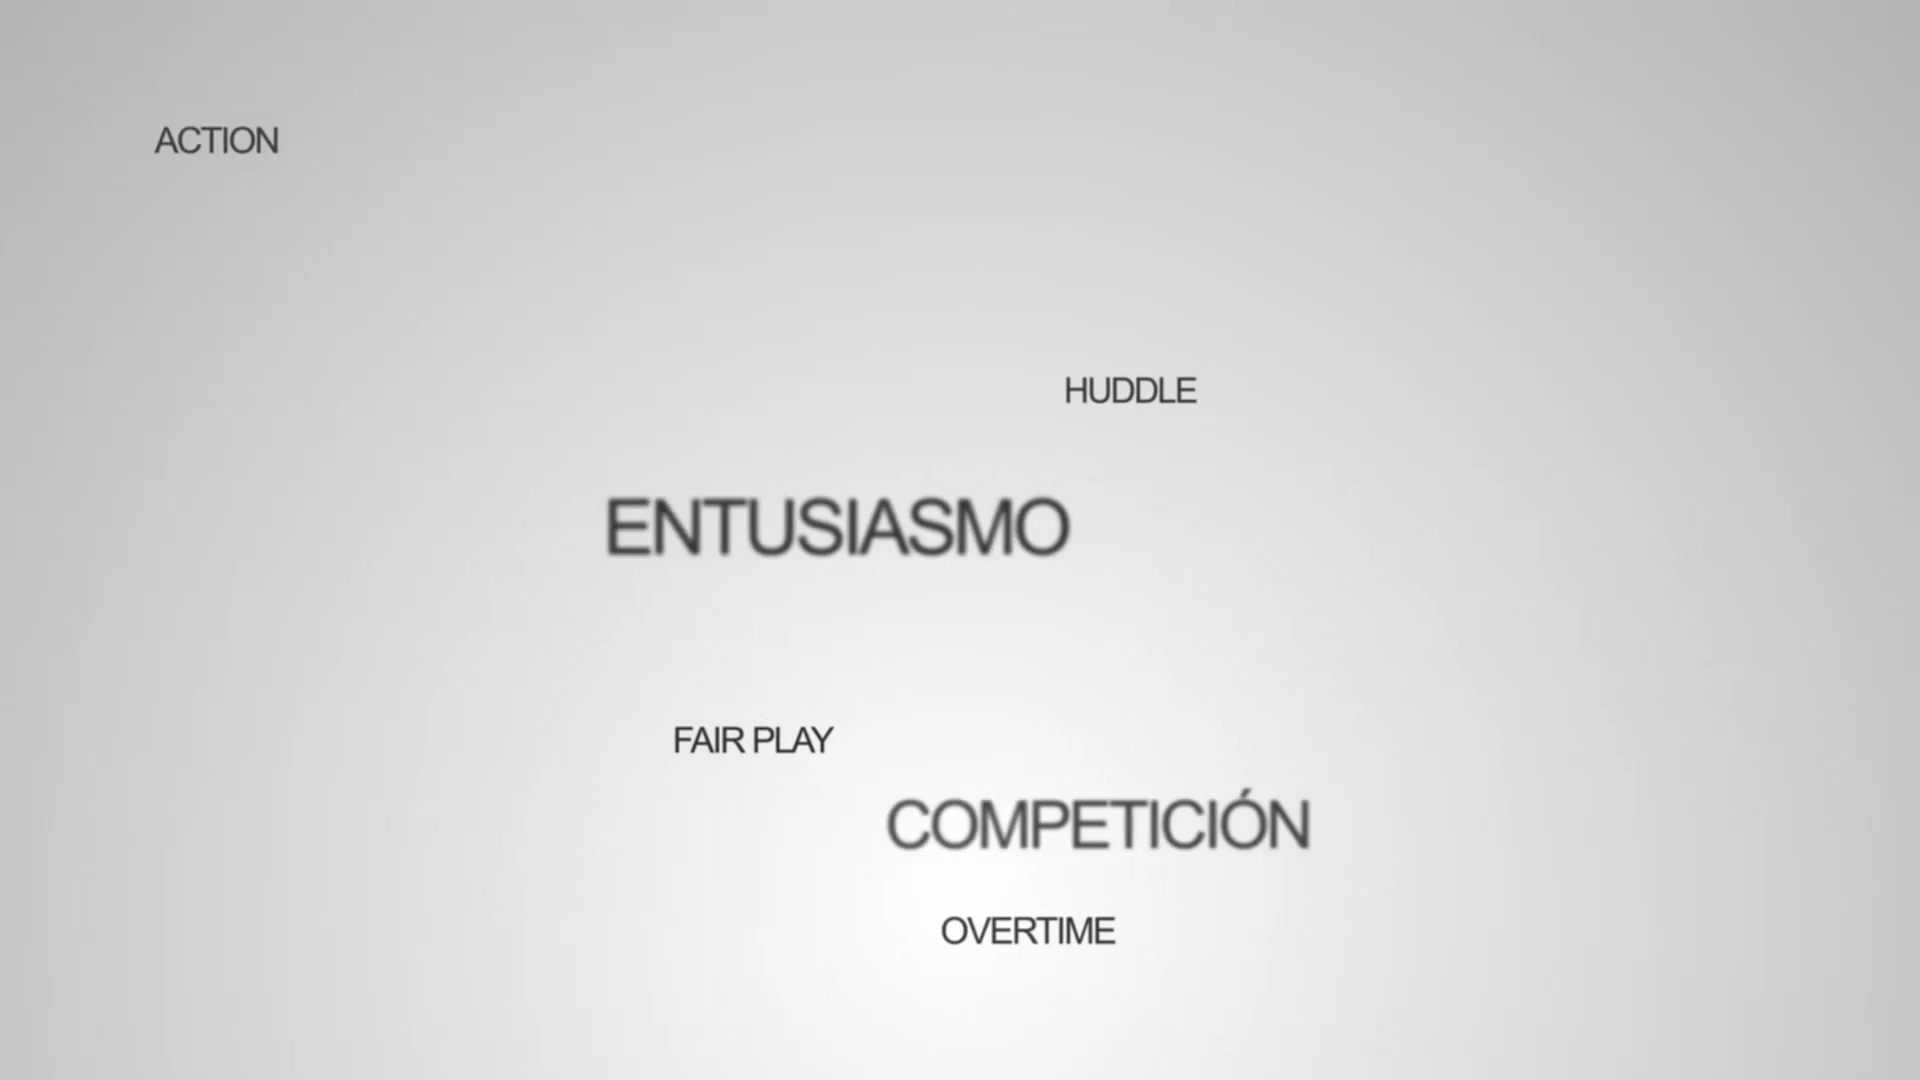 ACTION
HUDDLE
ENTUSIASMO
FAIR PLAY
COMPETICIÓN
OVERTIME